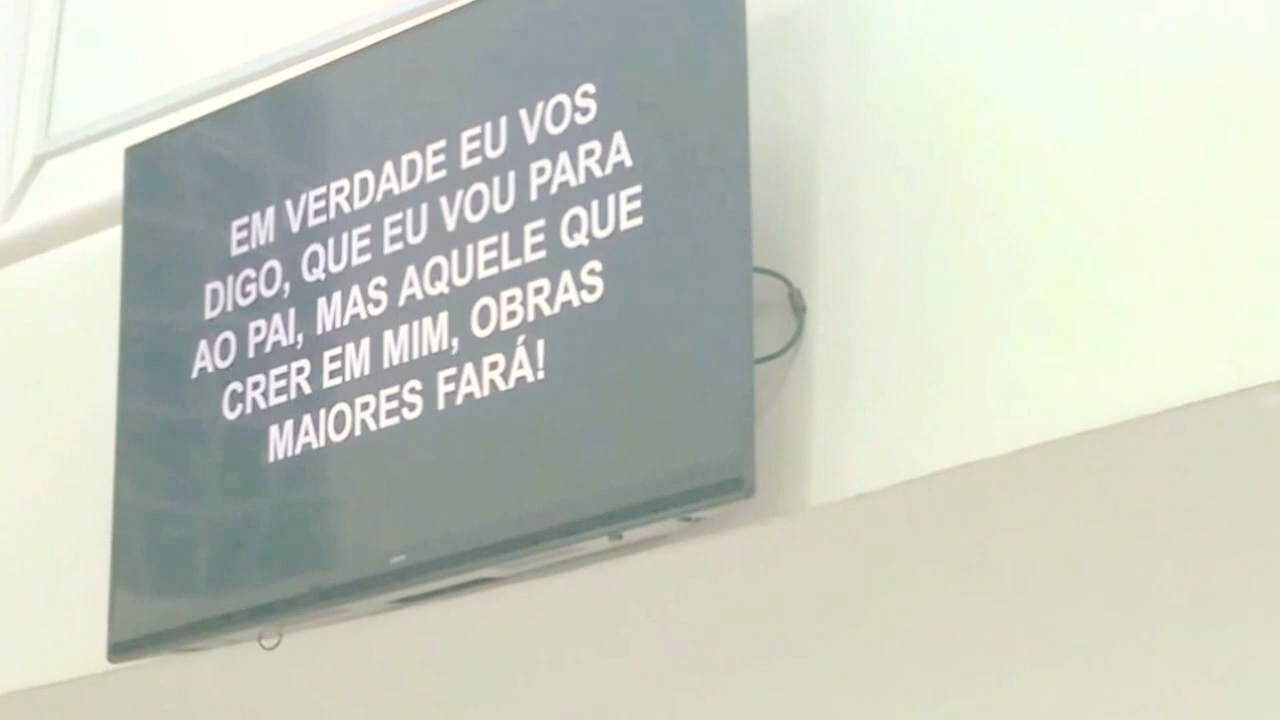 EM VERDADE EU VOS
DIGO, QUE EU VOU PARA
AO PAI, MAS AQUELE QUE
CRER EM MIM, OBRAS
MAIORES FARÁ!